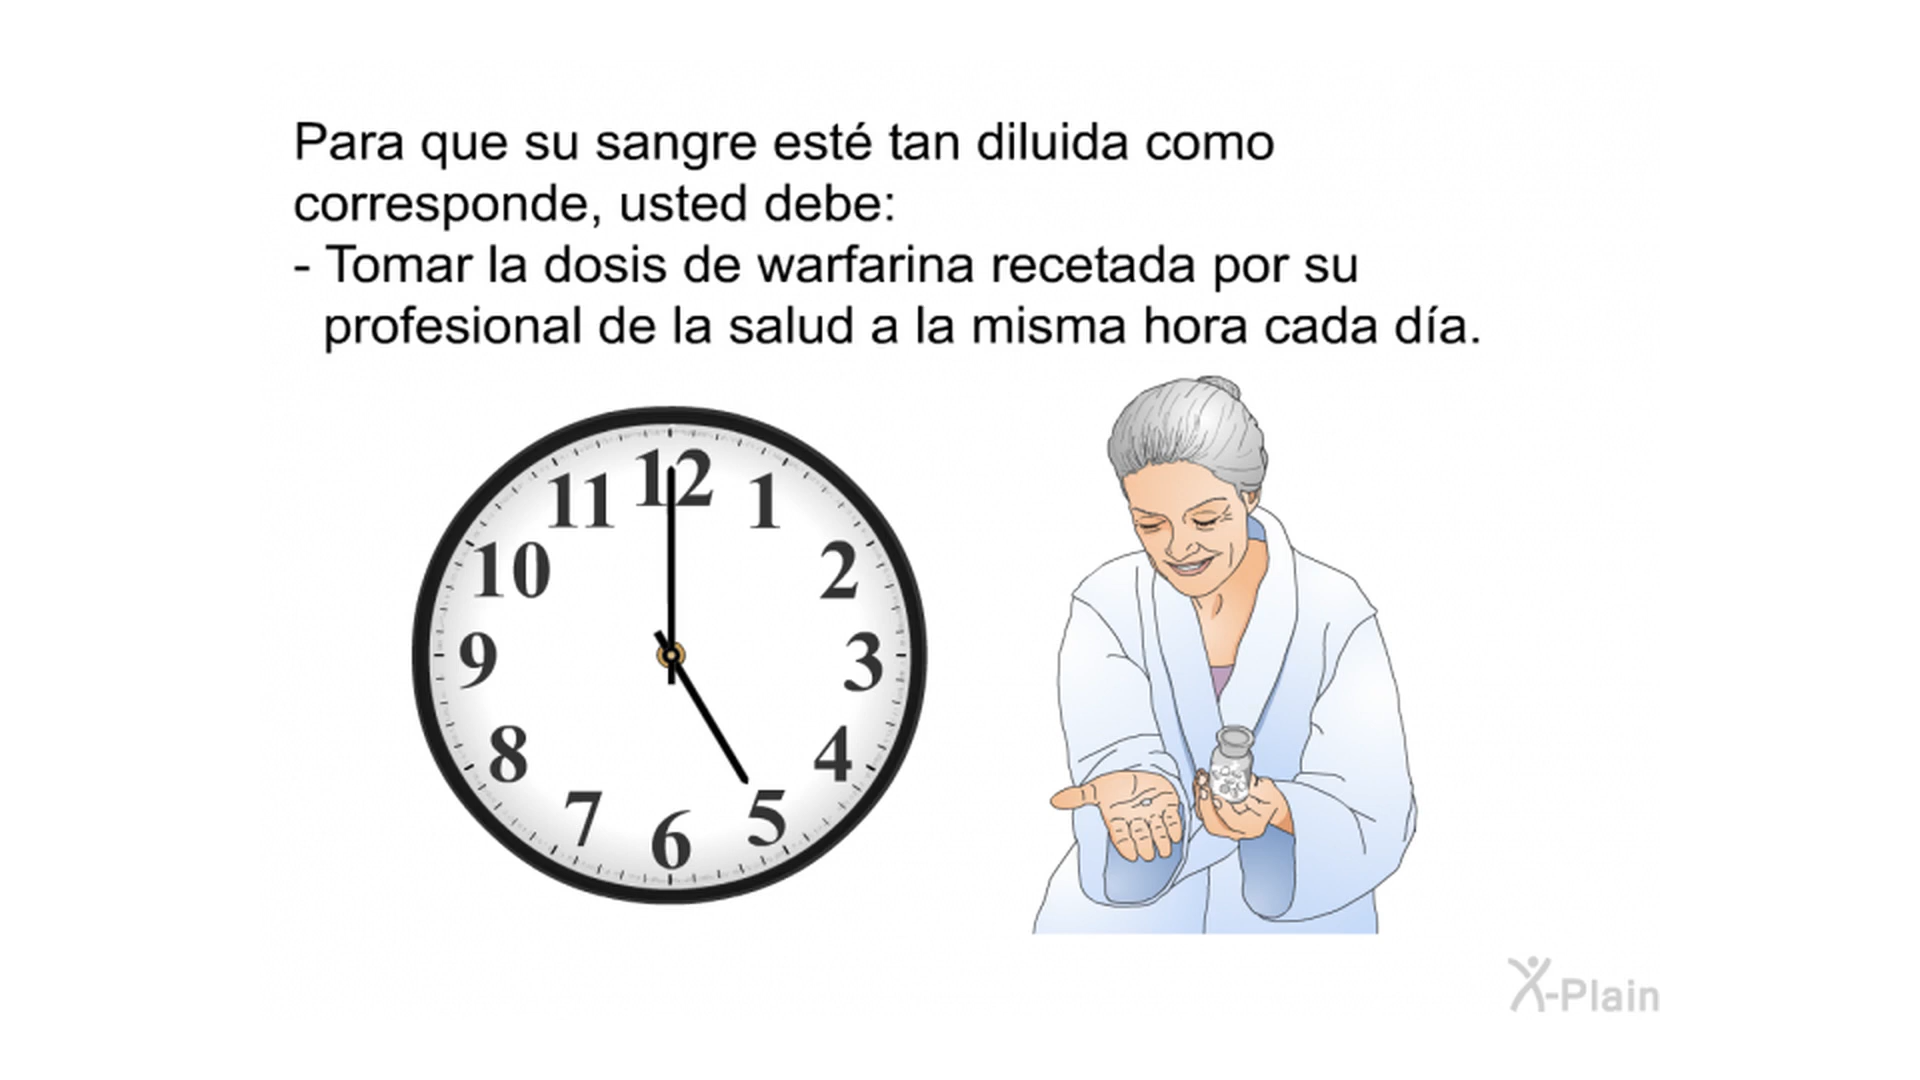 Para que su sangre esté tan diluida como
corresponde, usted debe:
- Tomar la dosis de warfarina recetada por su
profesional de la salud a la misma hora cada día.
12
11
1
10
2
9
3
8
4
7
5
6
X-Plain